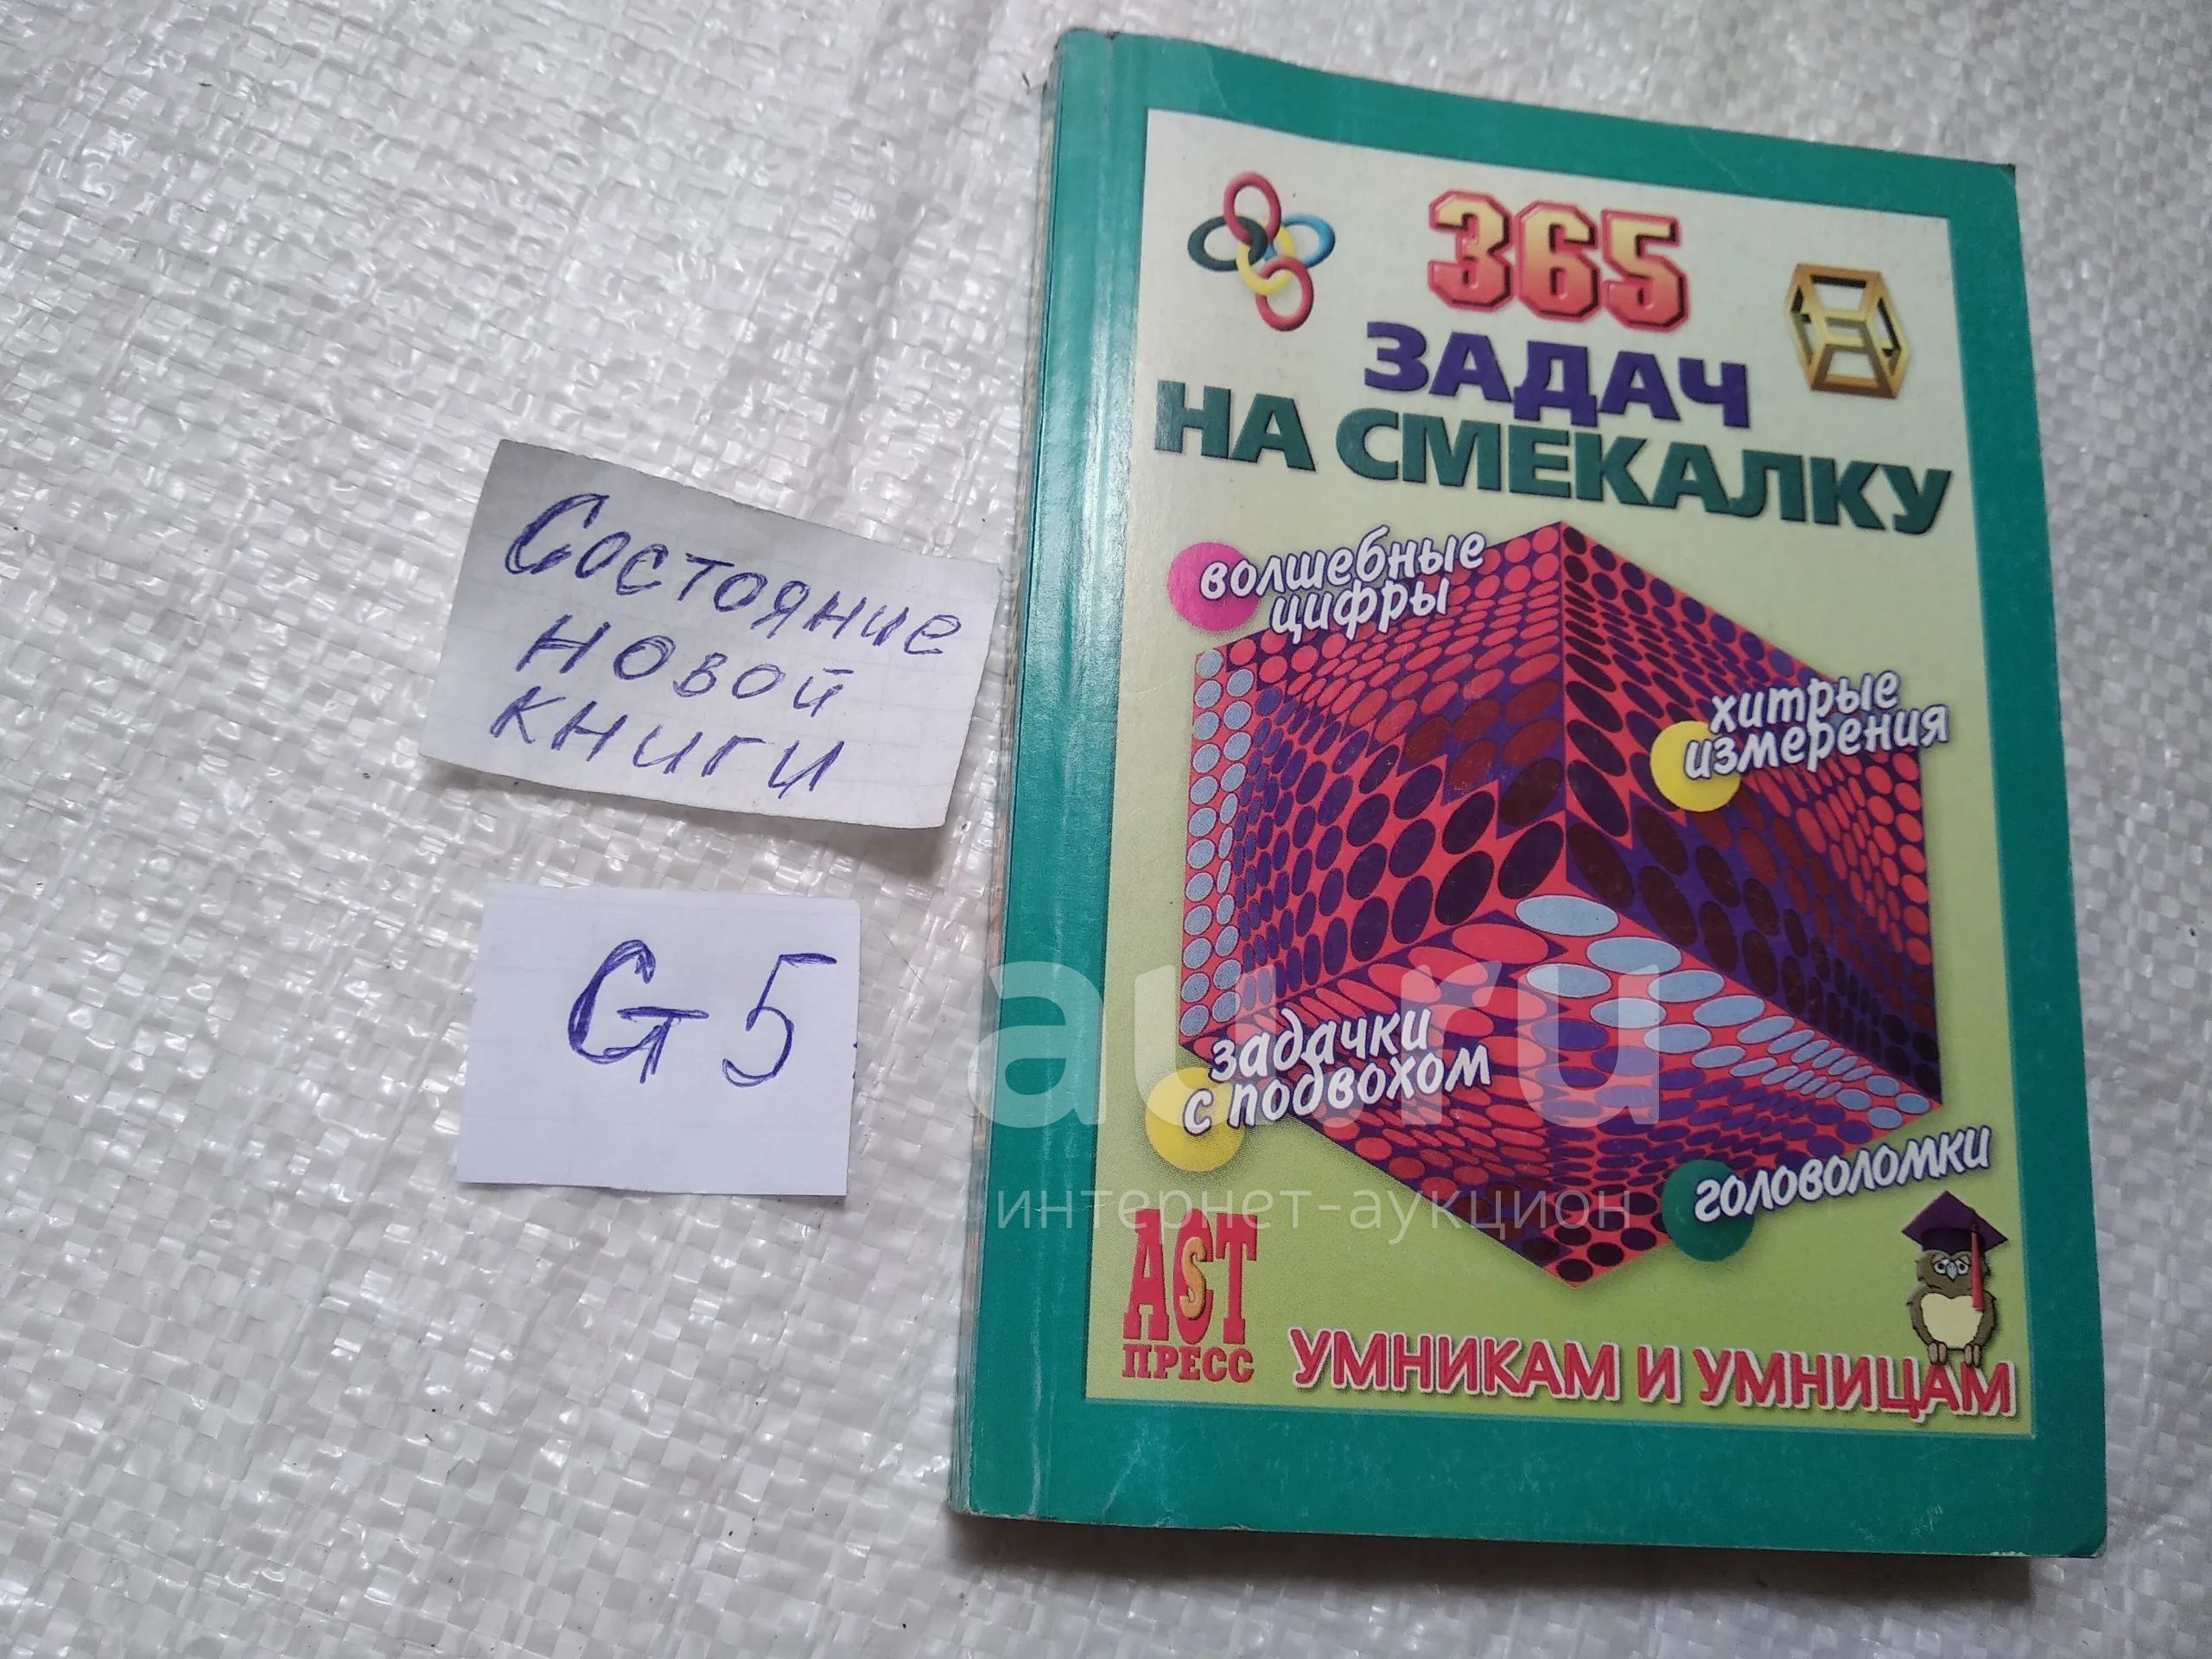 Состояние
новой
книги
G5
365
ЗАДАЧ
НА СМЕКАЛКУ
волшебные
цифры
хитрые
измерения
задачки
с подвохом
головоломки
АСТ
ПРЕСС
УМНИКАМ И УМНИЦАМ
au.ru
интернет-аукцион